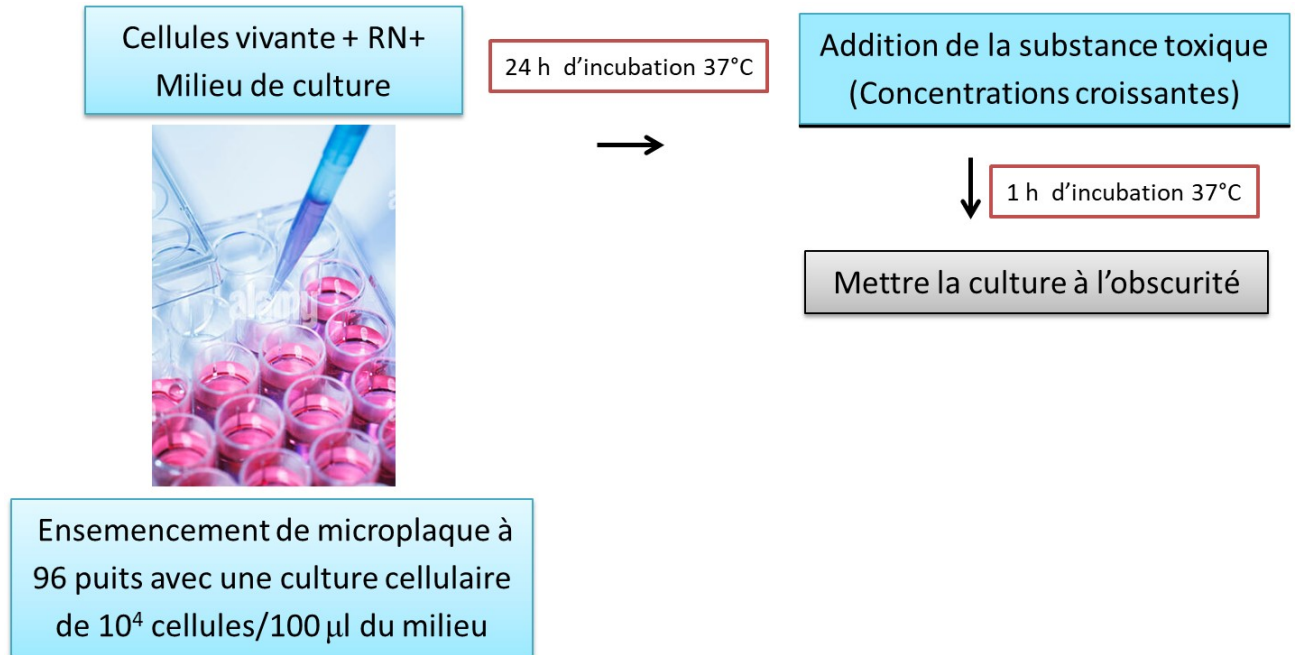 Cellules vivante + RN+
Milieu de culture
24 h d’incubation 37°C
Addition de la substance toxique
(Concentrations croissantes)
1 h d’incubation 37°C
Mettre la culture à l’obscurité
alamy
Ensemencement de microplaque à
96 puits avec une culture cellulaire
de 10⁴ cellules/100 µl du milieu